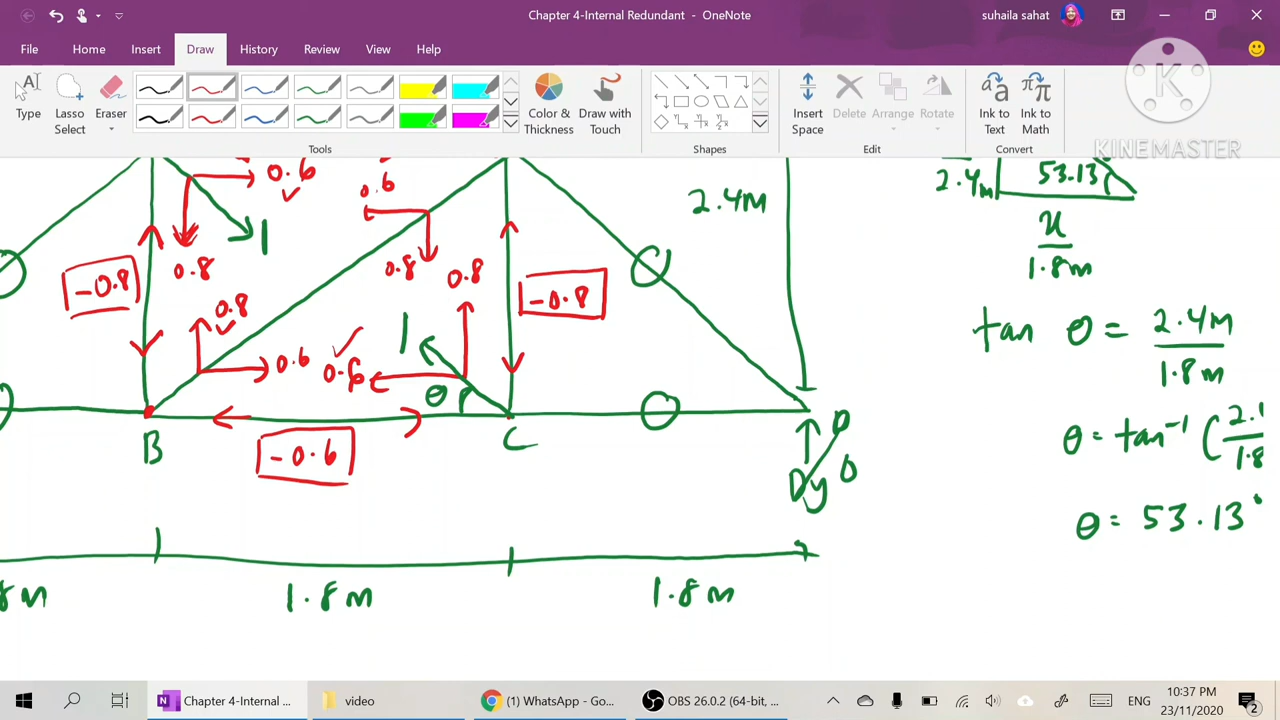 Chapter 4-Internal Redundant - OneNote
suhaila sahat
File Home Insert Draw History Review View Help
Type
Lasso Select
Eraser
Color & Thickness
Draw with Touch
Insert Space
Delete
Arrange
Rotate
Ink to Text
Ink to Math
Tools
Shapes
Edit
Convert
K
KINEMASTER
0.6
0.6
2.4m
2.4m
53.13
x
1.8m
1
0.8
0.8
0.8
-0.8
-0.8
0.8
1
0.6
0.6
θ
tan θ = 2.4m
1.8m
B
-0.6
C
Dy
0
θ = tan⁻¹ (2.
1.8
θ = 53.13°
8m
1.8m
1.8m
Chapter 4-Internal ...
video
(1) WhatsApp - Go...
OBS 26.0.2 (64-bit, ...
ENG
10:37 PM
23/11/2020
2